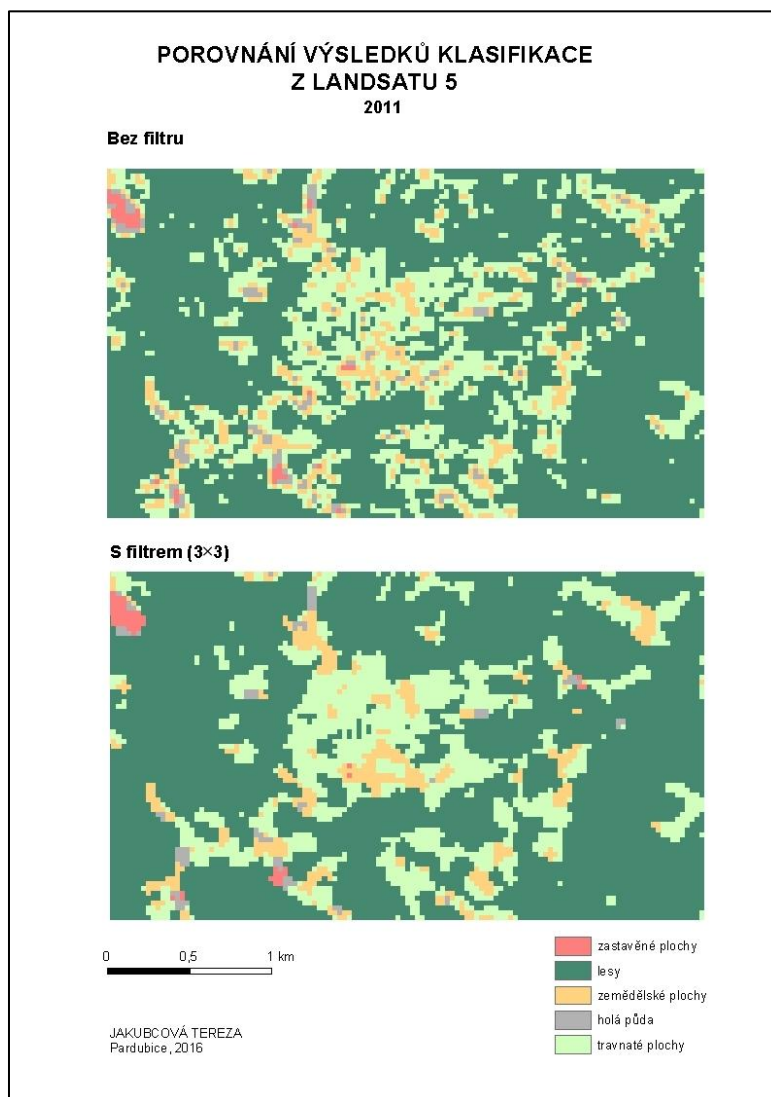 POROVNÁNÍ VÝSLEDKŮ KLASIFIKACE
Z LANDSATU 5
2011
Bez filtru
S filtrem (3×3)
0 0,5 1 km
zastavěné plochy
lesy
zemědělské plochy
holá půda
travnaté plochy
JAKUBCOVÁ TEREZA
Pardubice, 2016